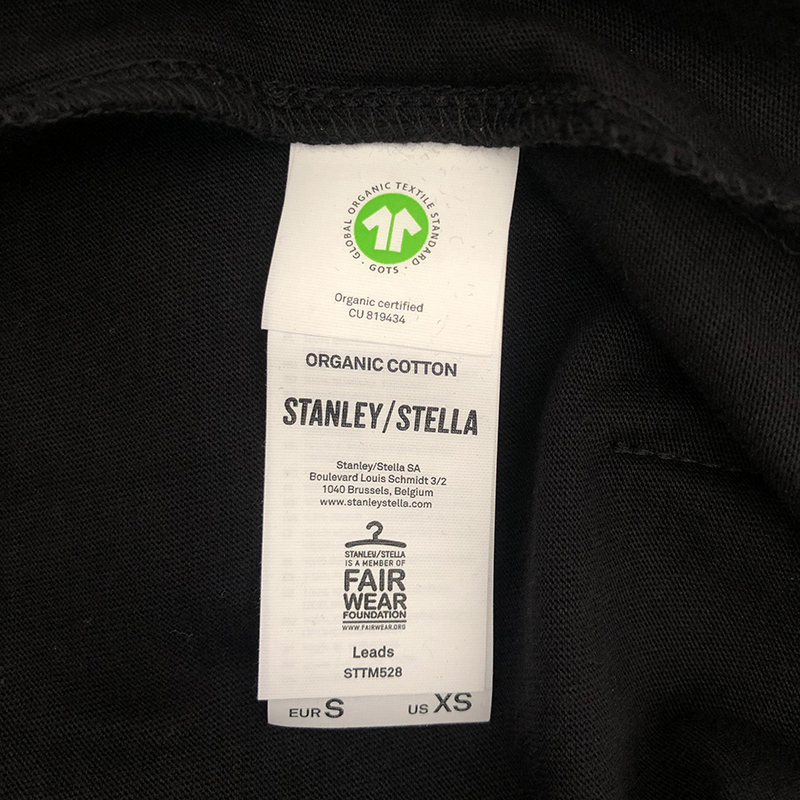 GLOBAL ORGANIC TEXTILE STANDARD
· GOTS ·
Organic certified
CU 819434
ORGANIC COTTON
STANLEY/STELLA
Stanley/Stella SA
Boulevard Louis Schmidt 3/2
1040 Brussels, Belgium
www.stanleystella.com
STANLEY/STELLA
IS A MEMBER OF
FAIR
WEAR
FOUNDATION
WWW.FAIRWEAR.ORG
Leads
STTM528
EUR S US XS